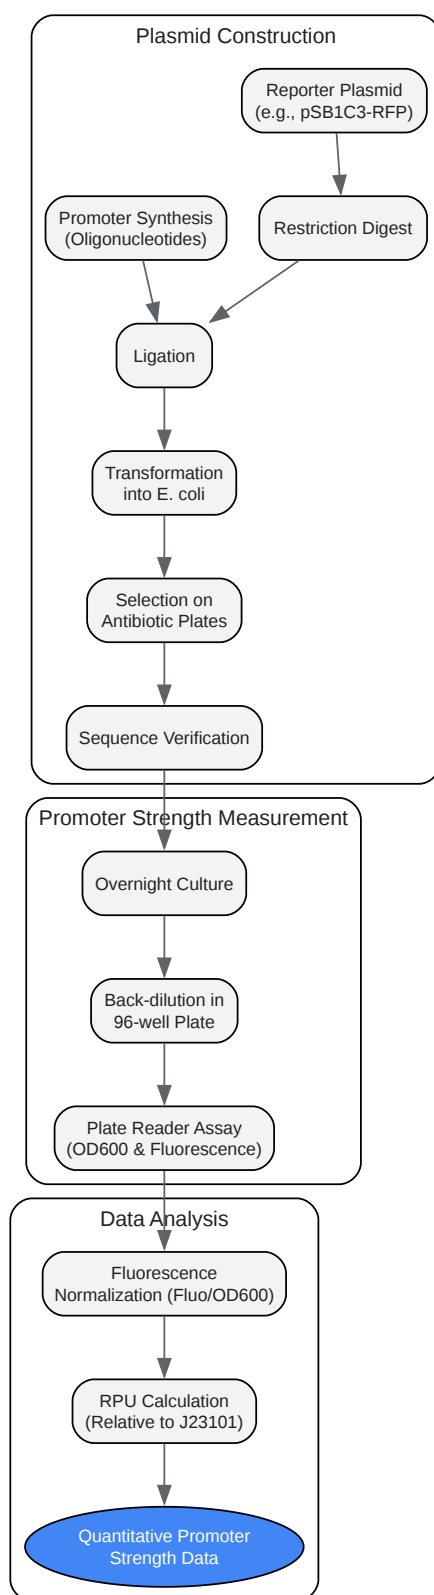 Plasmid Construction
Reporter Plasmid
(e.g., pSB1C3-RFP)
Promoter Synthesis
(Oligonucleotides)
Restriction Digest
Ligation
Transformation
into E. coli
Selection on
Antibiotic Plates
Sequence Verification
Promoter Strength Measurement
Overnight Culture
Back-dilution in
96-well Plate
Plate Reader Assay
(OD600 & Fluorescence)
Data Analysis
Fluorescence
Normalization (Fluo/OD600)
RPU Calculation
(Relative to J23101)
Quantitative Promoter
Strength Data